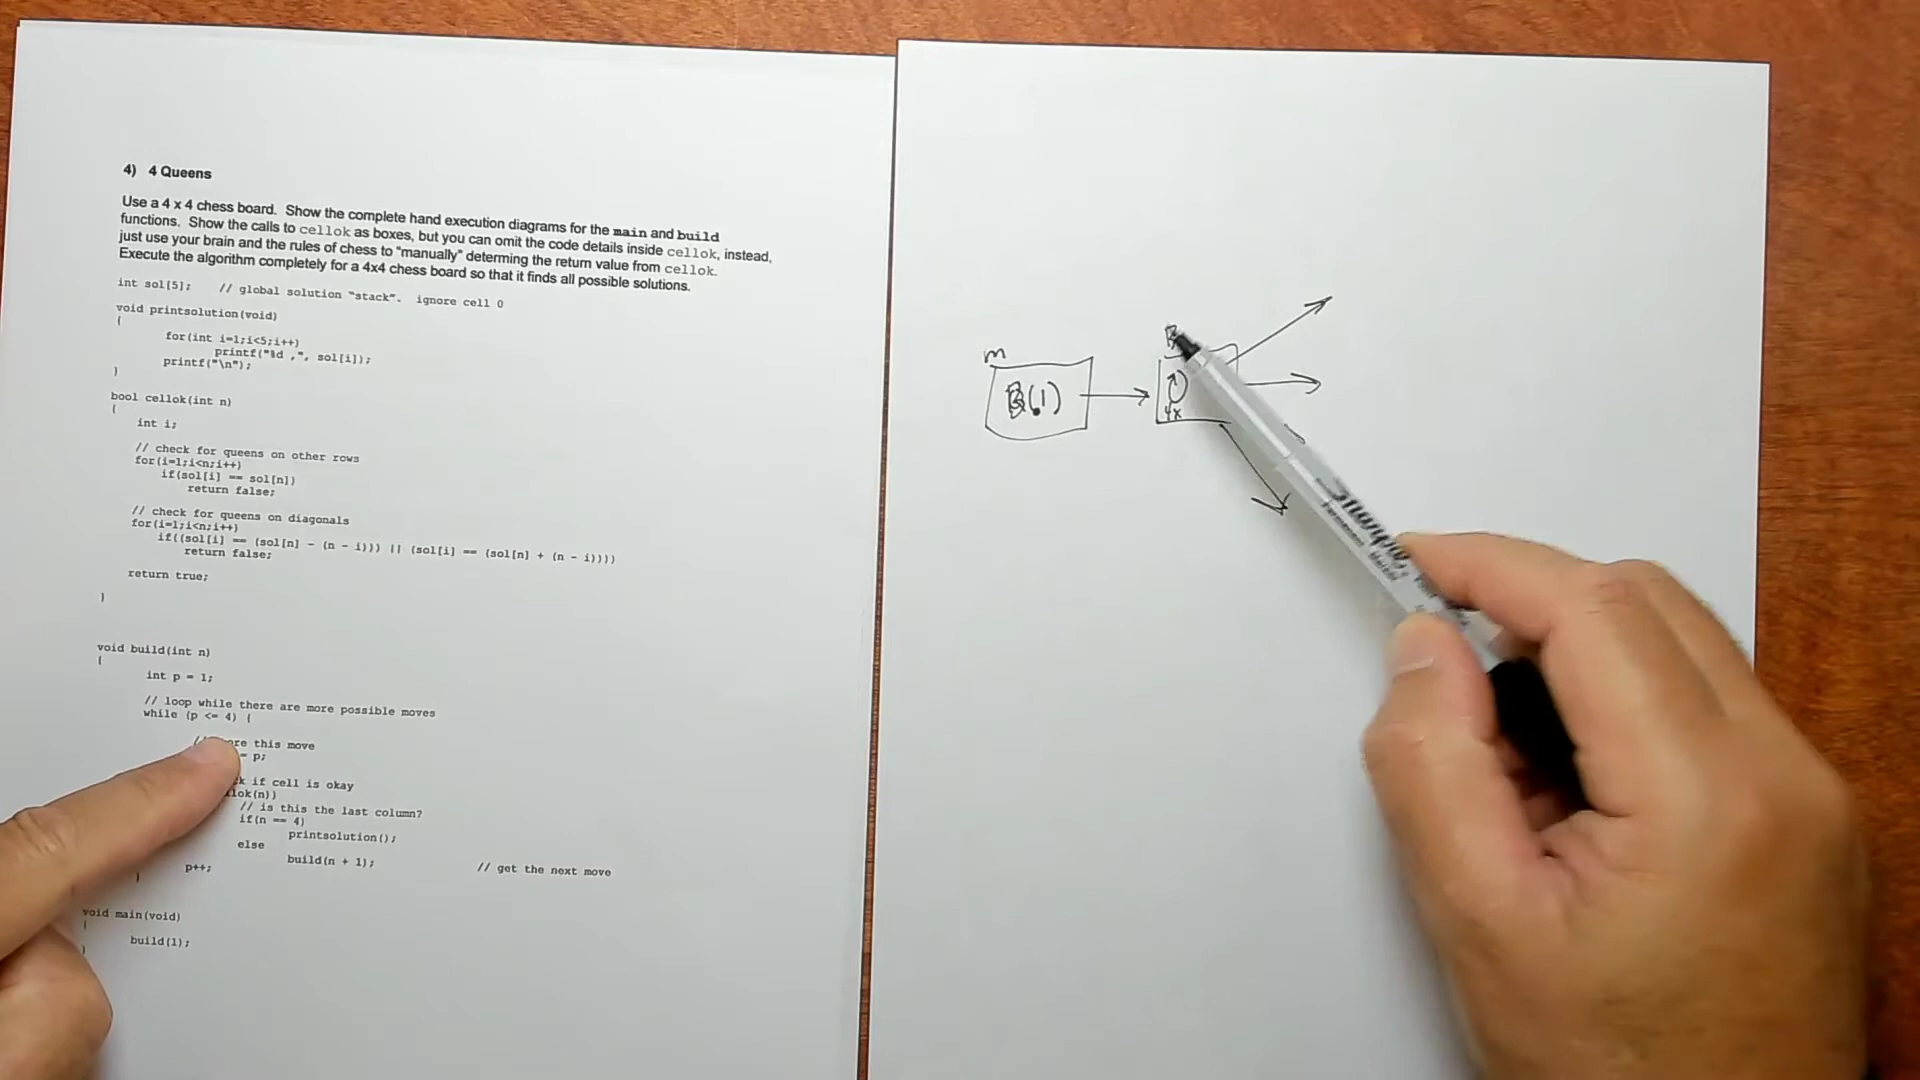 4) 4 Queens
Use a 4 x 4 chess board. Show the complete hand execution diagrams for the main and build
functions. Show the calls to cellok as boxes, but you can omit the code details inside cellok, instead,
just use your brain and the rules of chess to "manually" determing the return value from cellok.
Execute the algorithm completely for a 4x4 chess board so that it finds all possible solutions.
int sol[5]; // global solution "stack". ignore cell 0
void printsolution(void)
{
for(int i=1;i<5;i++)
printf("%d ,", sol[i]);
printf("\n");
}
bool cellok(int n)
{
int i;
// check for queens on other rows
for(i=1;i<n;i++)
if(sol[i] == sol[n])
return false;
// check for queens on diagonals
for(i=1;i<n;i++)
if((sol[i] == (sol[n] - (n - i))) || (sol[i] == (sol[n] + (n - i))))
return false;
return true;
}
void build(int n)
{
int p = 1;
// loop while there are more possible moves
while (p <= 4) {
this move
= p;
if cell is okay
lok(n))
// is this the last column?
if(n == 4)
printsolution();
else
build(n + 1); // get the next move
p++;
}
void main(void)
{
build(1);
}
m
B(1)
B
4x
Permanent Marker